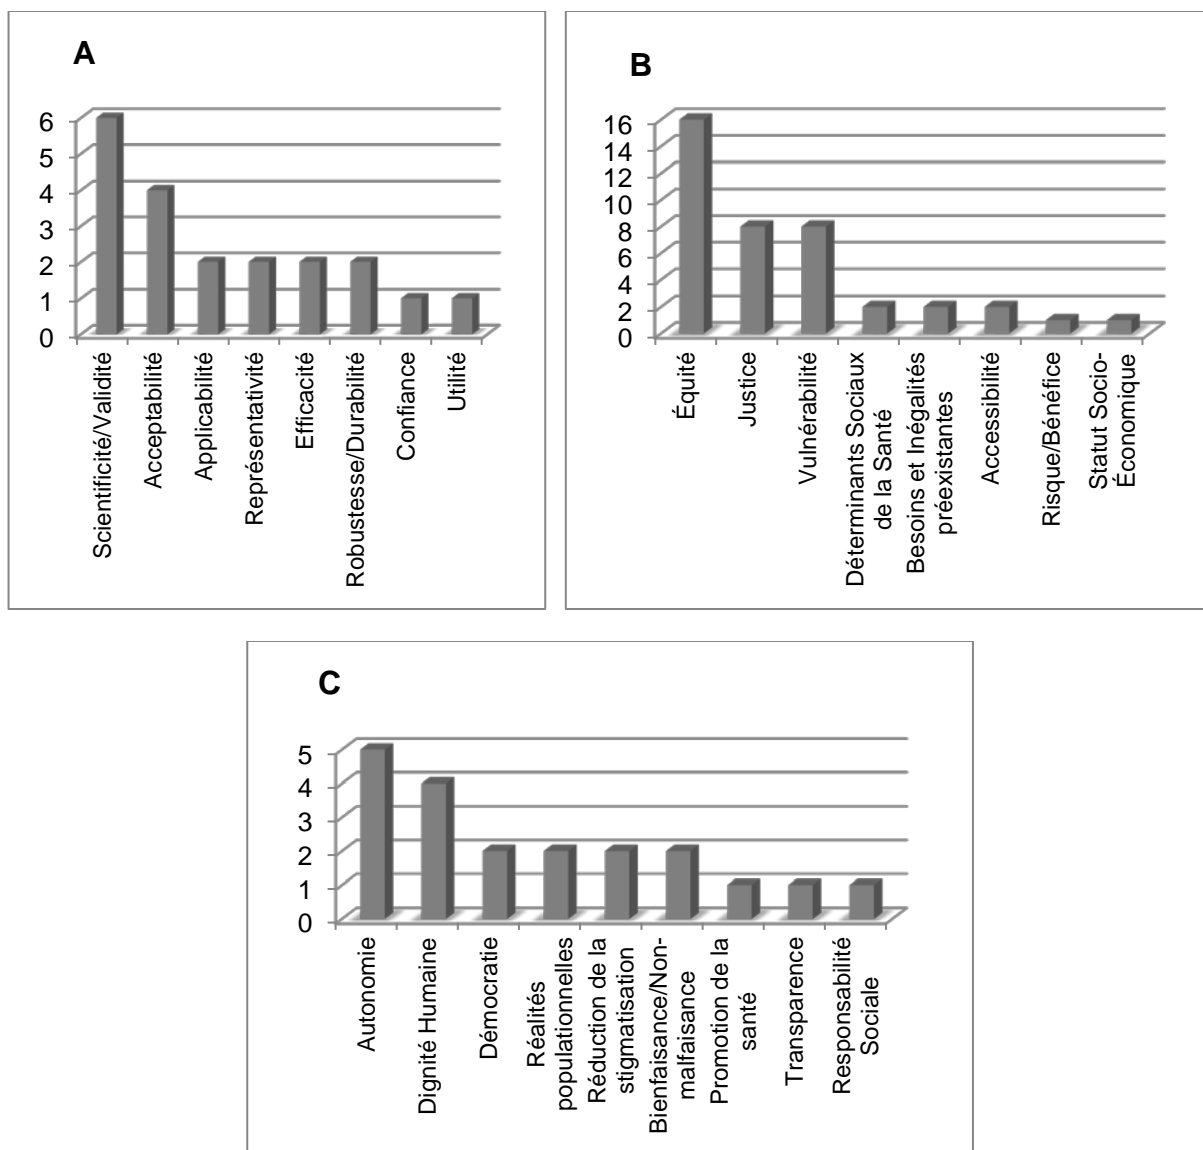 A
6
5
4
3
2
1
0
Scientificité/Validité
Acceptabilité
Applicabilité
Représentativité
Efficacité
Robustesse/Durabilité
Confiance
Utilité
B
16
14
12
10
8
6
4
2
0
Équité
Justice
Vulnérabilité
Déterminants Sociaux
de la Santé
Besoins et Inégalités
préexistantes
Accessibilité
Risque/Bénéfice
Statut Socio-
Économique
C
5
4
3
2
1
0
Autonomie
Dignité Humaine
Démocratie
Réalités
populationnelles
Réduction de la
stigmatisation
Bienfaisance/Non-
malfaisance
Promotion de la
santé
Transparence
Responsabilité
Sociale